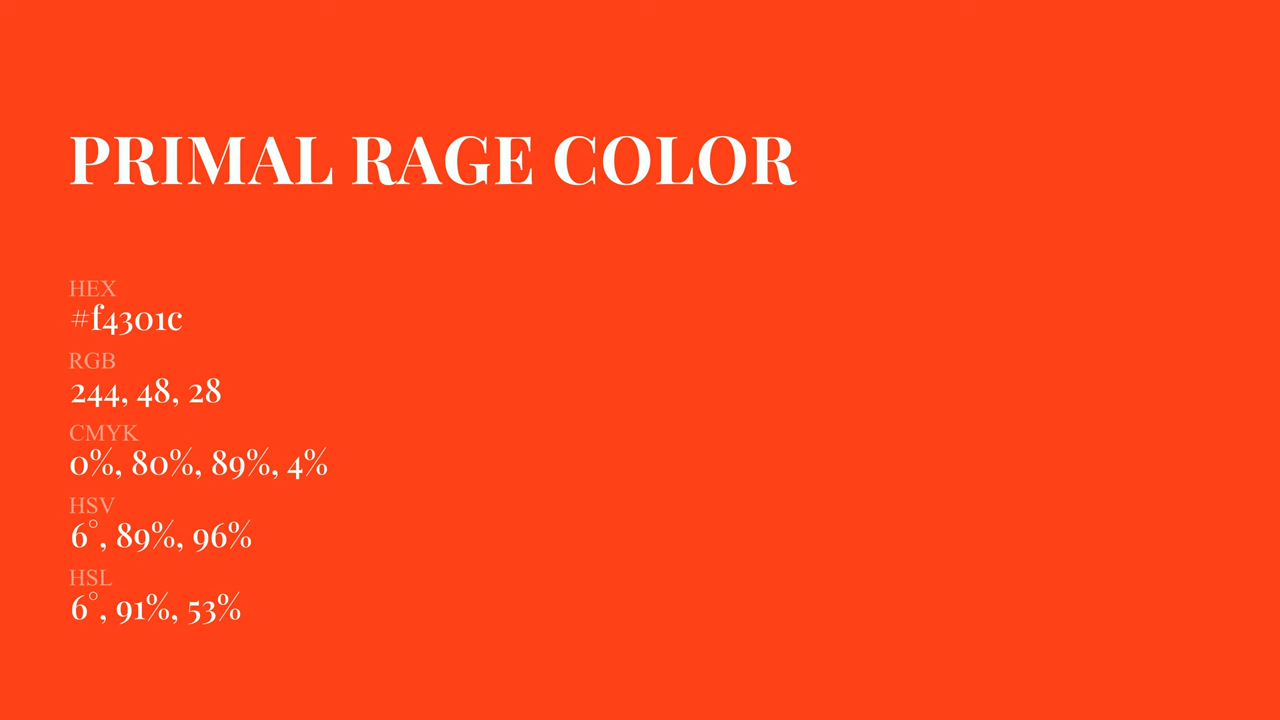 PRIMAL RAGE COLOR
HEX
#f4301c
RGB
244, 48, 28
CMYK
0%, 80%, 89%, 4%
HSV
6°, 89%, 96%
HSL
6°, 91%, 53%